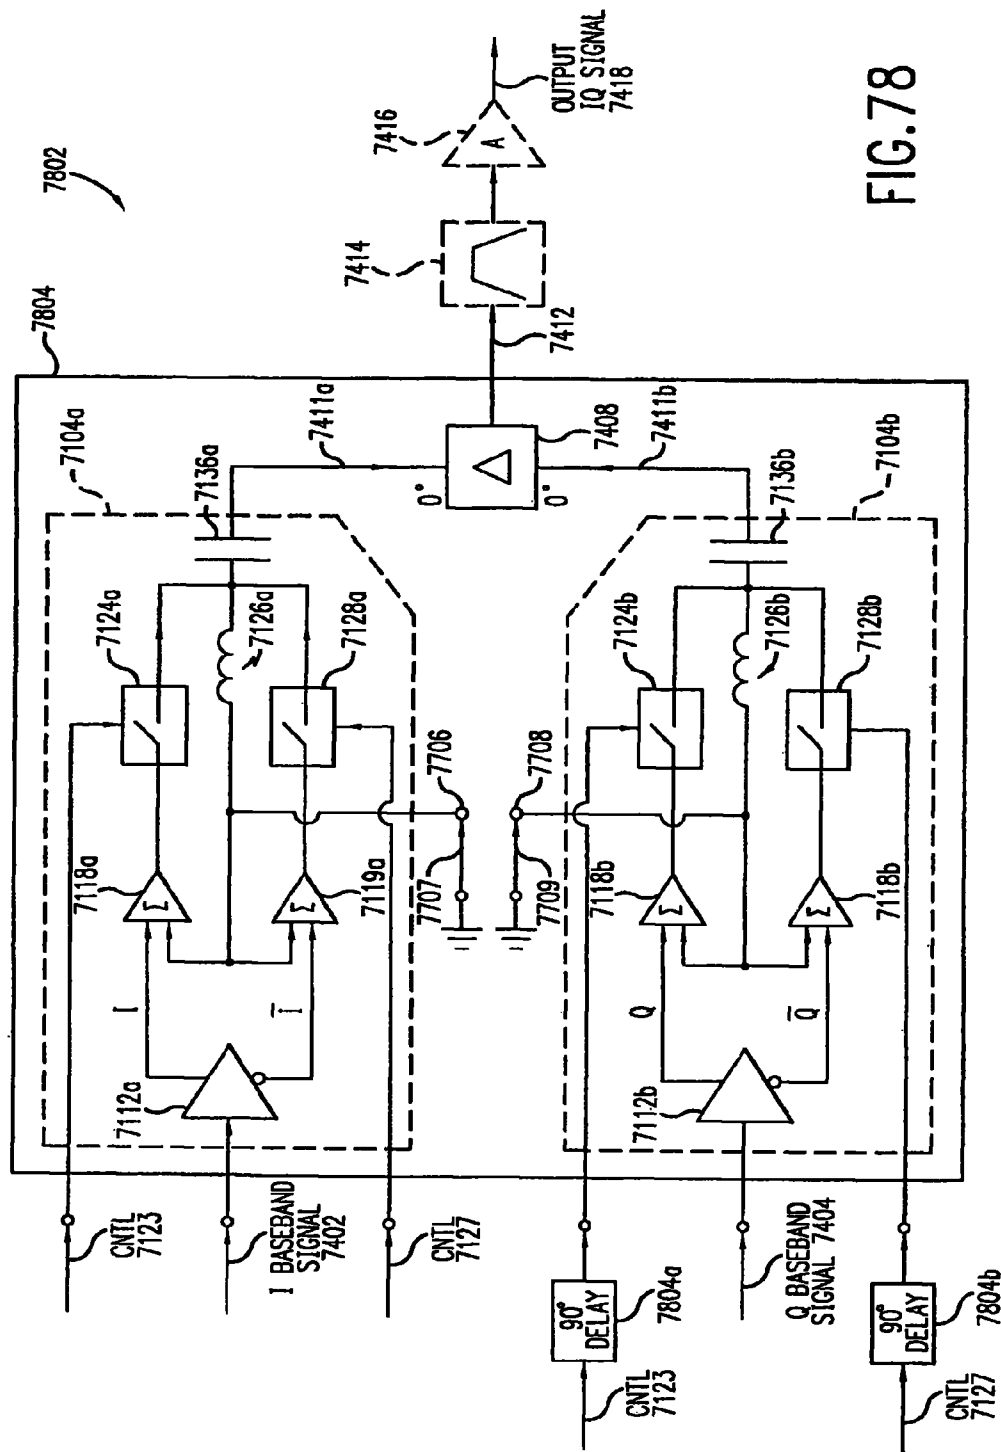 7802
7804
7104a
7124a
7136a
7411a
7118a
7126a
7128a
7119a
7112a
I
I̅
CNTL
7123
I BASEBAND
SIGNAL
7402
CNTL
7127
7706
7707
7708
7709
0°
Δ
0°
7408
7411b
7412
7414
A
7416
OUTPUT
IQ SIGNAL
7418
7104b
7124b
7136b
7118b
7126b
7128b
7118b
7112b
Q
Q̅
Σ
Σ
Σ
Σ
90°
DELAY
7804a
CNTL
7123
Q BASEBAND
SIGNAL 7404
90°
DELAY
7804b
CNTL
7127
FIG.78